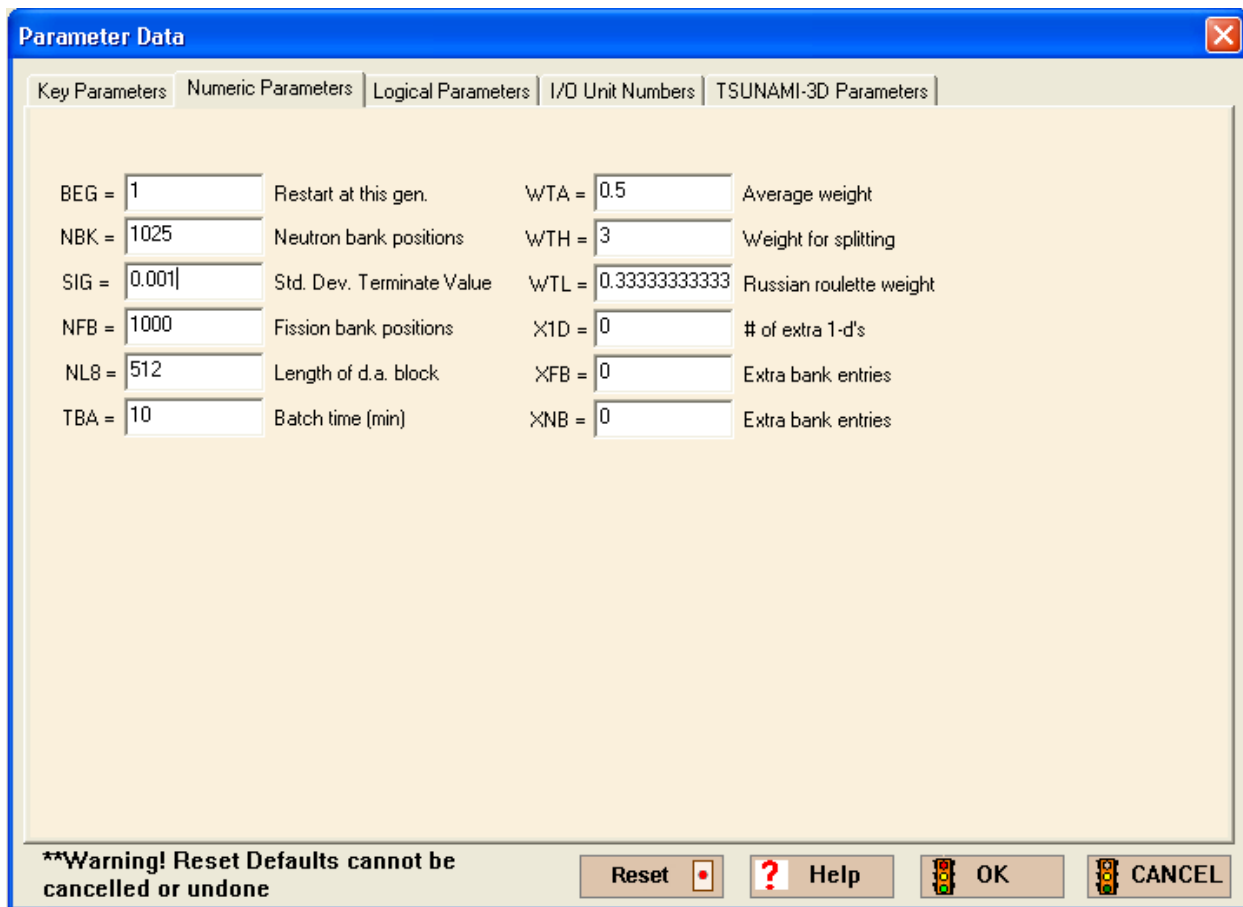 Parameter Data
Key Parameters Numeric Parameters Logical Parameters I/O Unit Numbers TSUNAMI-3D Parameters
BEG = 1 Restart at this gen. WTA = 0.5 Average weight
NBK = 1025 Neutron bank positions WTH = 3 Weight for splitting
SIG = 0.001 Std. Dev. Terminate Value WTL = 0.33333333333 Russian roulette weight
NFB = 1000 Fission bank positions X1D = 0 # of extra 1-d's
NL8 = 512 Length of d.a. block XFB = 0 Extra bank entries
TBA = 10 Batch time (min) XNB = 0 Extra bank entries
**Warning! Reset Defaults cannot be
cancelled or undone
Reset ? Help OK CANCEL